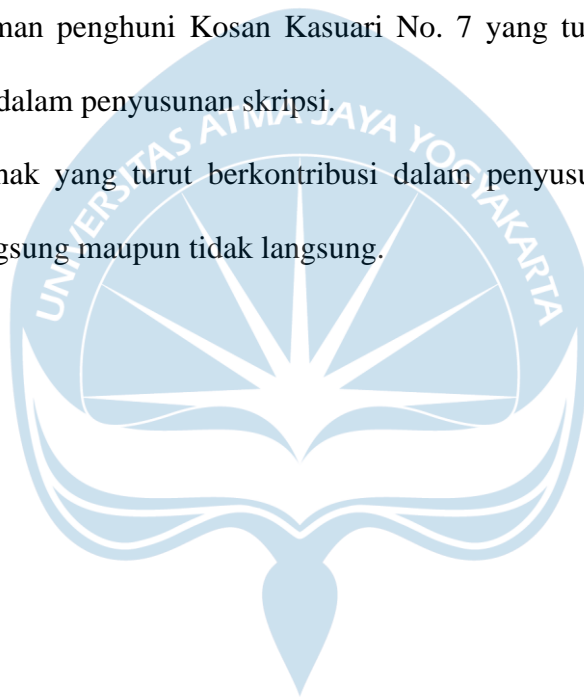 man penghuni Kosan Kasuari No. 7 yang tu
dalam penyusunan skripsi.
nak yang turut berkontribusi dalam penyusu
gsung maupun tidak langsung.
UNIVERSITAS ATMA JAYA YOGYAKARTA